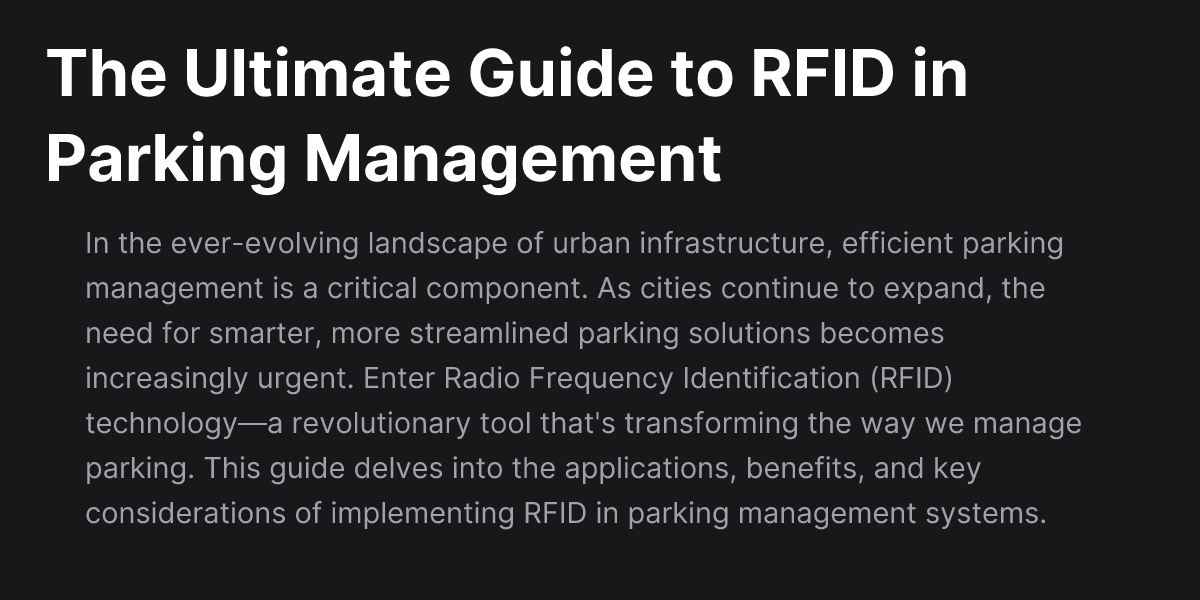 The Ultimate Guide to RFID in
Parking Management
In the ever-evolving landscape of urban infrastructure, efficient parking
management is a critical component. As cities continue to expand, the
need for smarter, more streamlined parking solutions becomes
increasingly urgent. Enter Radio Frequency Identification (RFID)
technology—a revolutionary tool that's transforming the way we manage
parking. This guide delves into the applications, benefits, and key
considerations of implementing RFID in parking management systems.